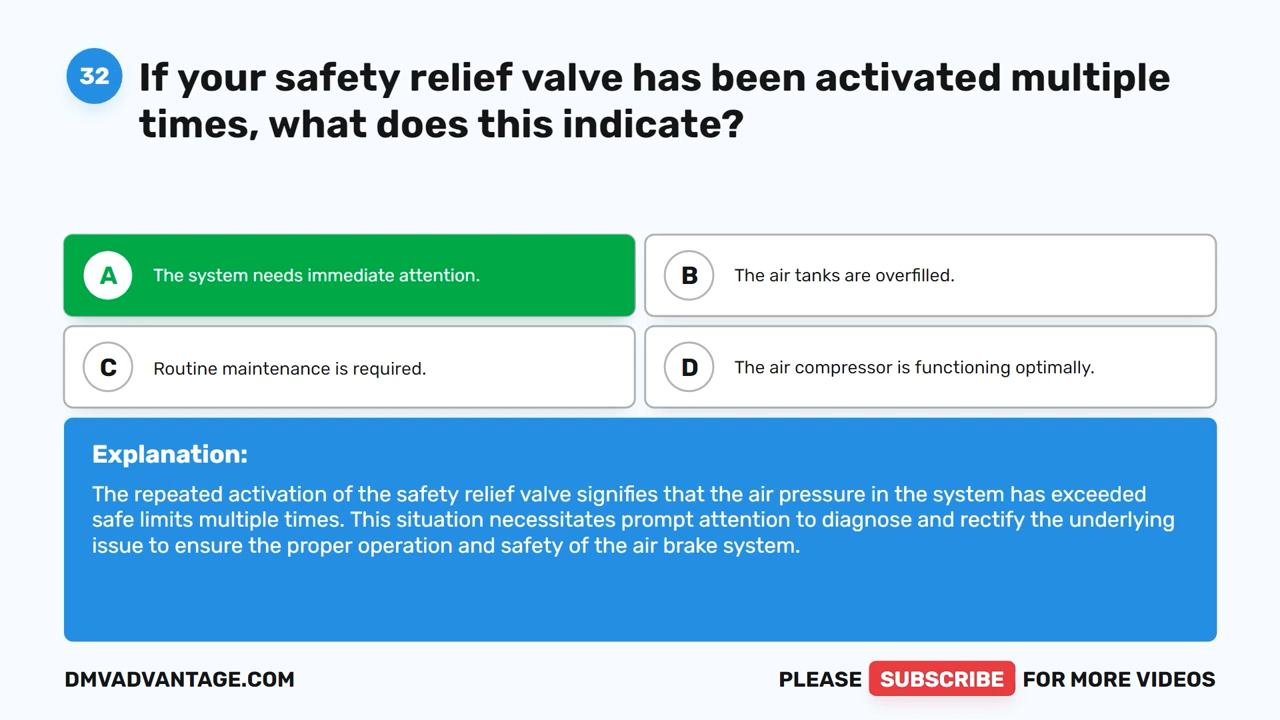 32
If your safety relief valve has been activated multiple
times, what does this indicate?
A
The system needs immediate attention.
B
The air tanks are overfilled.
C
Routine maintenance is required.
D
The air compressor is functioning optimally.
Explanation:
The repeated activation of the safety relief valve signifies that the air pressure in the system has exceeded
safe limits multiple times. This situation necessitates prompt attention to diagnose and rectify the underlying
issue to ensure the proper operation and safety of the air brake system.
DMVADVANTAGE.COM
PLEASE SUBSCRIBE FOR MORE VIDEOS